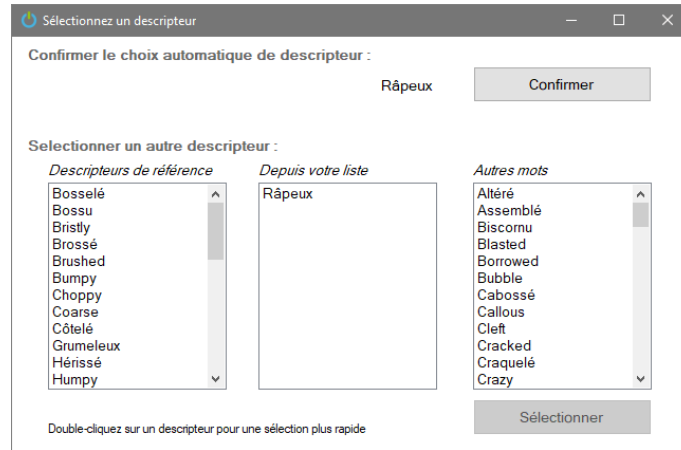 Sélectionnez un descripteur
Confirmer le choix automatique de descripteur :
Râpeux
Confirmer
Selectionner un autre descripteur :
Descripteurs de référence
Bosselé
Bossu
Bristly
Brossé
Brushed
Bumpy
Choppy
Coarse
Côtelé
Grumeleux
Hérissé
Humpy
Depuis votre liste
Râpeux
Autres mots
Altéré
Assemblé
Biscornu
Blasted
Borrowed
Bubble
Cabossé
Callous
Cleft
Cracked
Craquelé
Crazy
Double-cliquez sur un descripteur pour une sélection plus rapide
Sélectionner